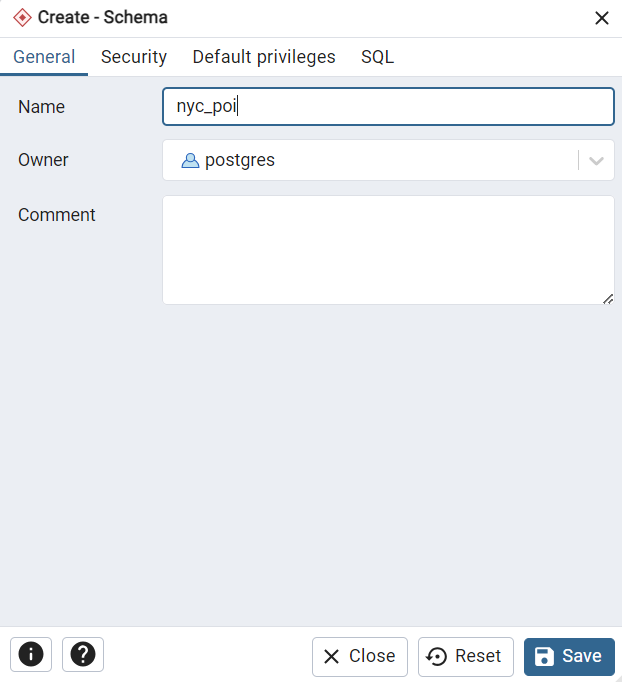 Create - Schema
General Security Default privileges SQL
Name nyc_poi
Owner postgres
Comment
Close Reset Save